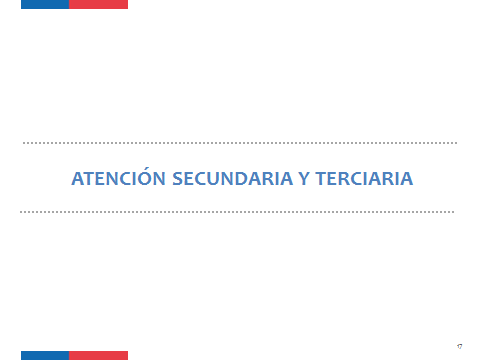 ATENCIÓN SECUNDARIA Y TERCIARIA
17